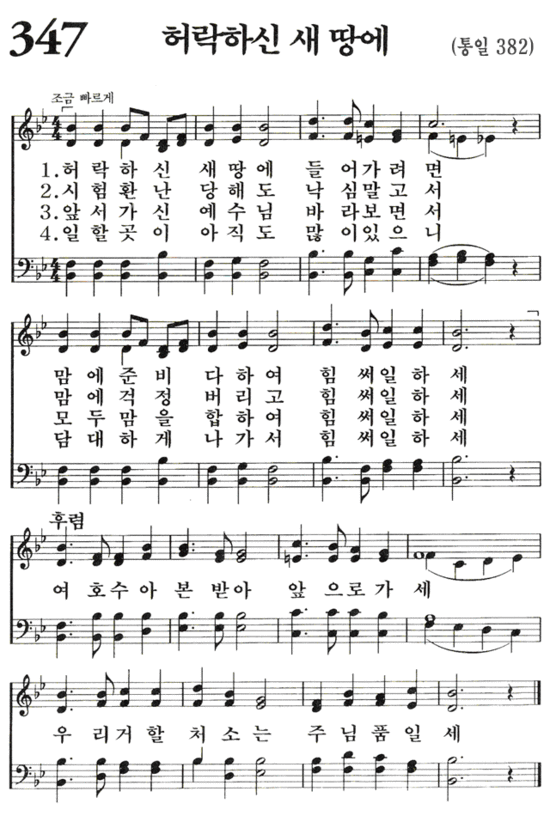 347 허락하신 새 땅에 (통일 382)
조금 빠르게
1.허 락 하 신 새 땅 에 들 어가려 면
2.시 험환 난 당 해 도 낙 심말고 서
3.앞 서가 신 예 수 님 바 라보면 서
4.일 할곳 이 아 직 도 많 이있으 니
맘 에준 비 다 하 여 힘 써일 하 세
맘 에걱 정 버 리 고 힘 써일 하 세
모 두맘 을 합 하 여 힘 써일 하 세
담 대하 게 나 가 서 힘 써일 하 세
후렴
여 호수 아 본 받 아 앞 으로가 세
우 리거 할 처 소 는 주 님품 일 세